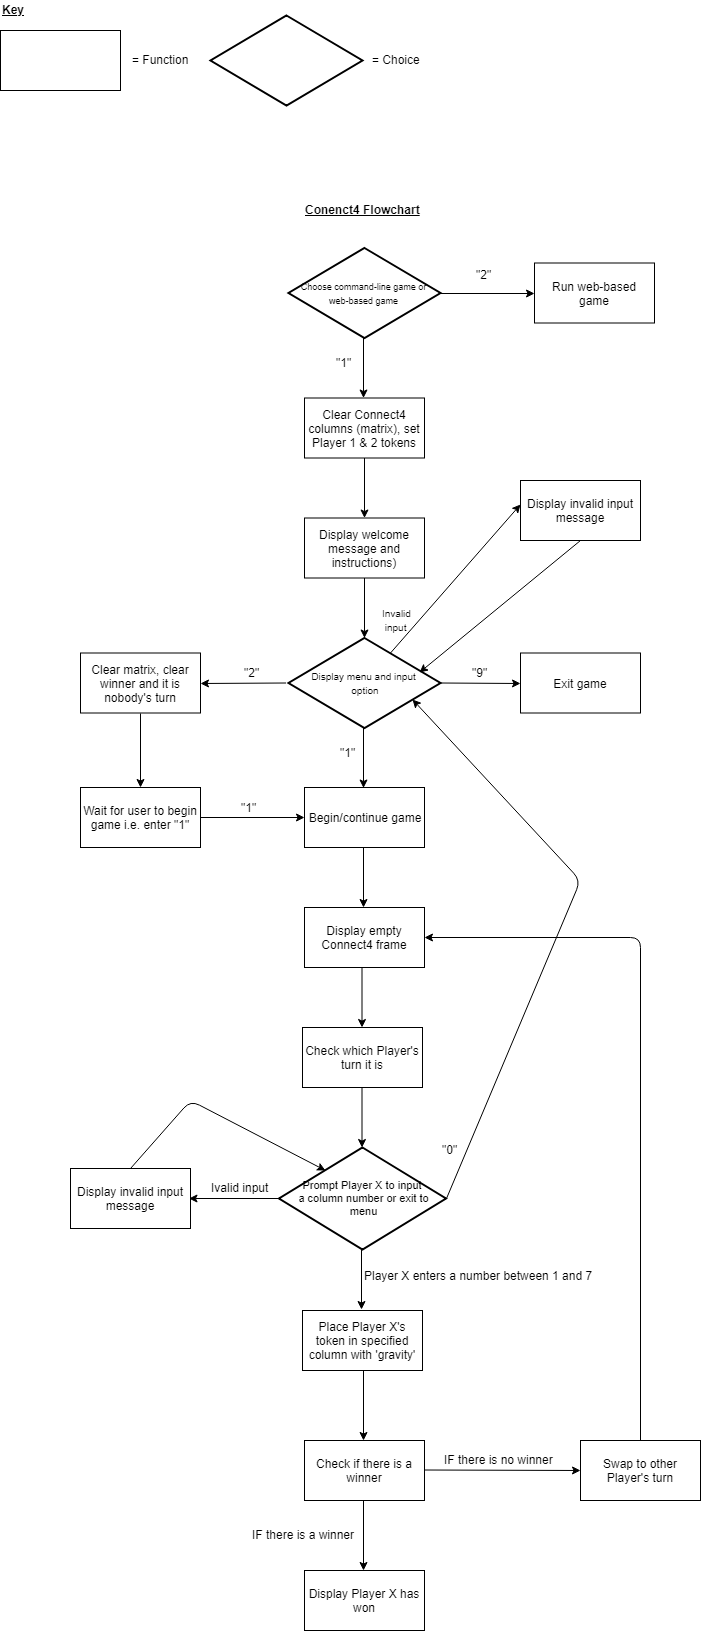 Key
= Function
= Choice
Conenct4 Flowchart
Choose command-line game or
web-based game
"2"
Run web-based
game
"1"
Clear Connect4
columns (matrix), set
Player 1 & 2 tokens
Display invalid input
message
Display welcome
message and
instructions)
Invalid
input
Clear matrix, clear
winner and it is
nobody's turn
"2"
Display menu and input
option
"9"
Exit game
"1"
Wait for user to begin
game i.e. enter "1"
"1"
Begin/continue game
Display empty
Connect4 frame
Check which Player's
turn it is
"0"
Display invalid input
message
Ivalid input
Prompt Player X to input
a column number or exit to
menu
Player X enters a number between 1 and 7
Place Player X's
token in specified
column with 'gravity'
Check if there is a
winner
IF there is no winner
Swap to other
Player's turn
IF there is a winner
Display Player X has
won